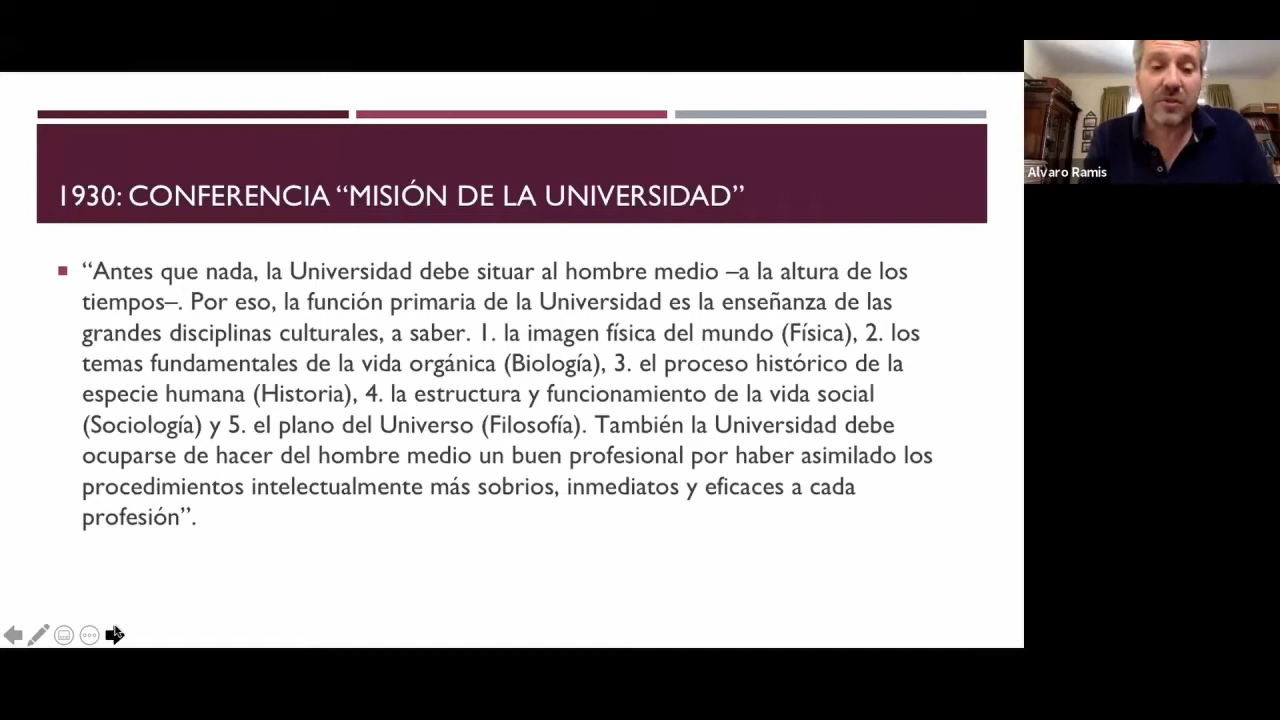 1930: CONFERENCIA “MISIÓN DE LA UNIVERSIDAD”
“Antes que nada, la Universidad debe situar al hombre medio –a la altura de los
tiempos–. Por eso, la función primaria de la Universidad es la enseñanza de las
grandes disciplinas culturales, a saber. 1. la imagen física del mundo (Física), 2. los
temas fundamentales de la vida orgánica (Biología), 3. el proceso histórico de la
especie humana (Historia), 4. la estructura y funcionamiento de la vida social
(Sociología) y 5. el plano del Universo (Filosofía). También la Universidad debe
ocuparse de hacer del hombre medio un buen profesional por haber asimilado los
procedimientos intelectualmente más sobrios, inmediatos y eficaces a cada
profesión”.
Alvaro Ramis